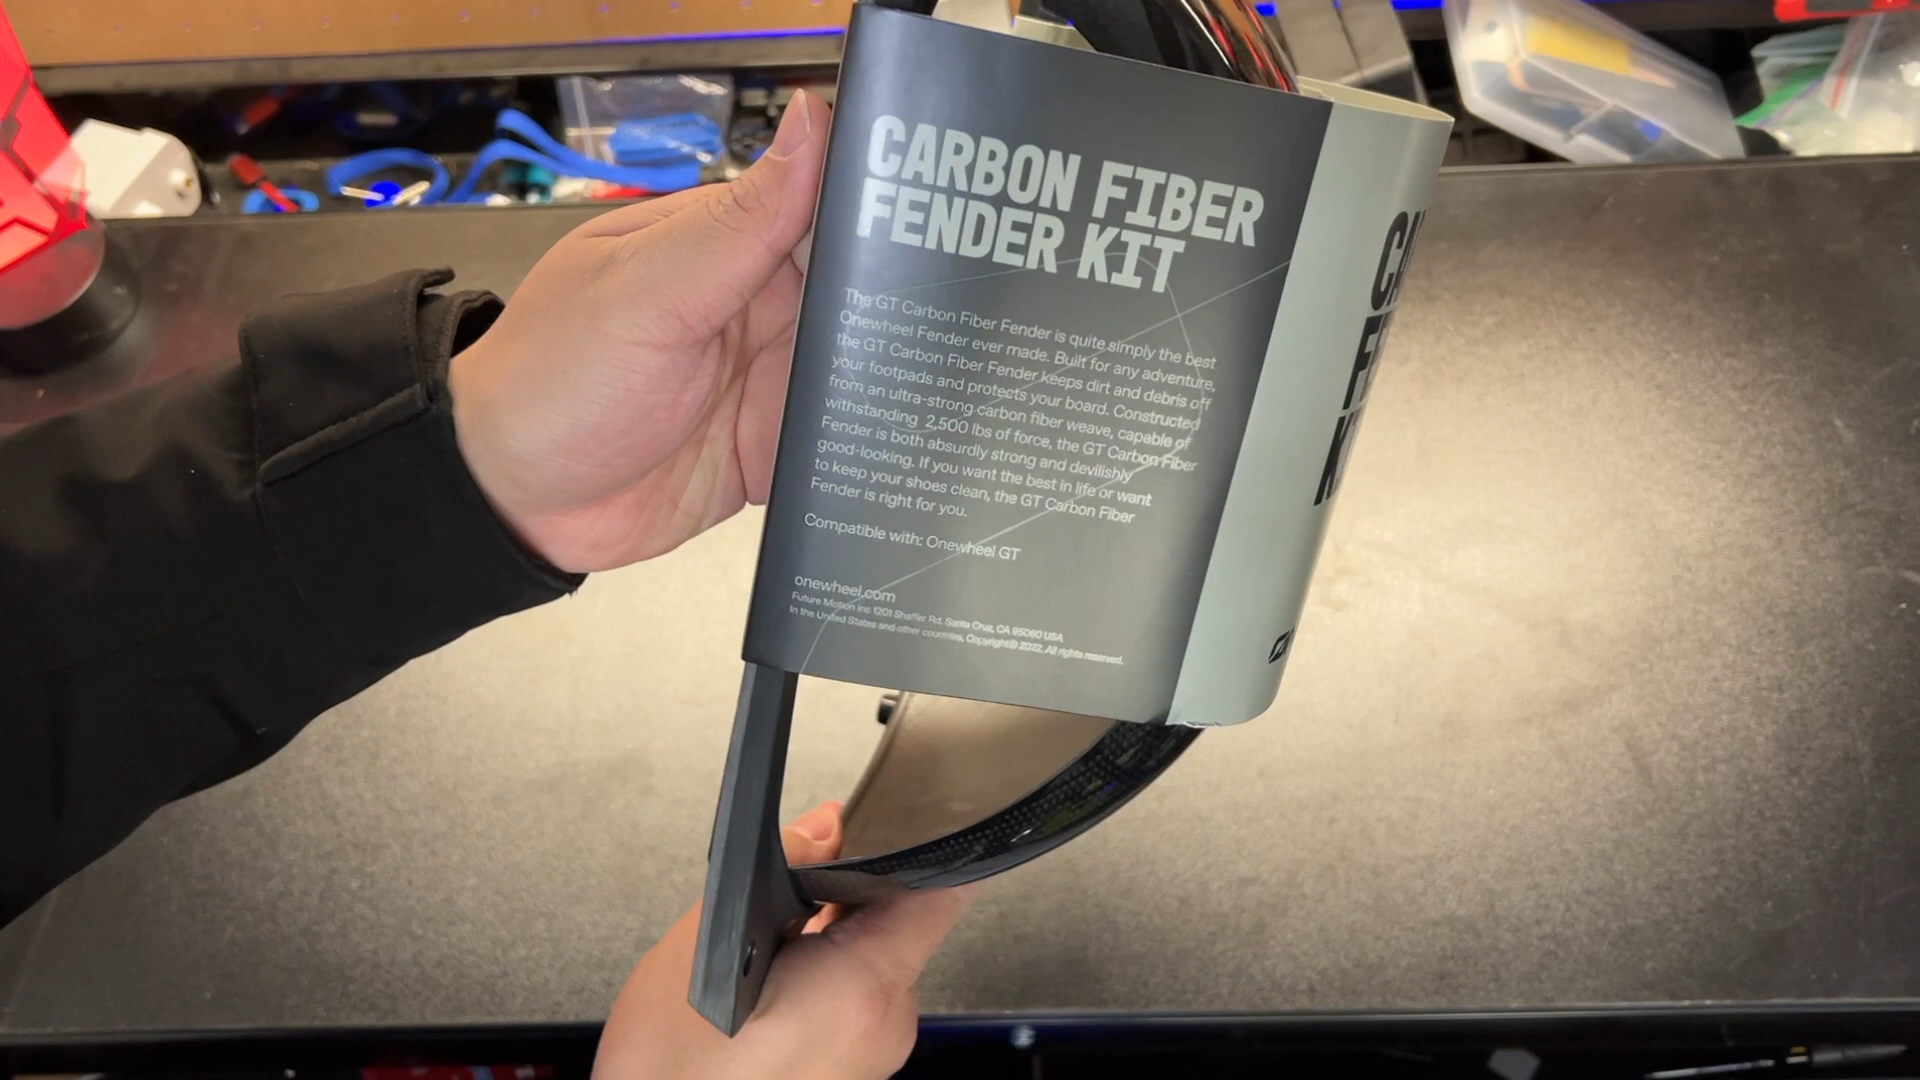 CARBON FIBER
FENDER KIT
The GT Carbon Fiber Fender is quite simply the best
Onewheel Fender ever made. Built for any adventure,
the GT Carbon Fiber Fender keeps dirt and debris off
your footpads and protects your board. Constructed
from an ultra-strong carbon fiber weave, capable of
withstanding 2,500 lbs of force, the GT Carbon Fiber
Fender is both absurdly strong and devilishly
good-looking. If you want the best in life or want
to keep your shoes clean, the GT Carbon Fiber
Fender is right for you.
Compatible with: Onewheel GT
onewheel.com
Future Motion Inc 1201 Shaffer Rd. Santa Cruz, CA 95060 USA
In the United States and other countries, Copyright© 2022. All rights reserved.